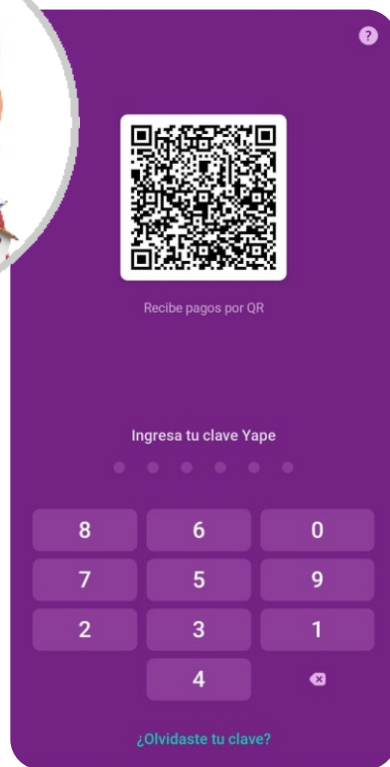 ?
Recibe pagos por QR
Ingresa tu clave Yape
8 6 0
7 5 9
2 3 1
4
¿Olvidaste tu clave?